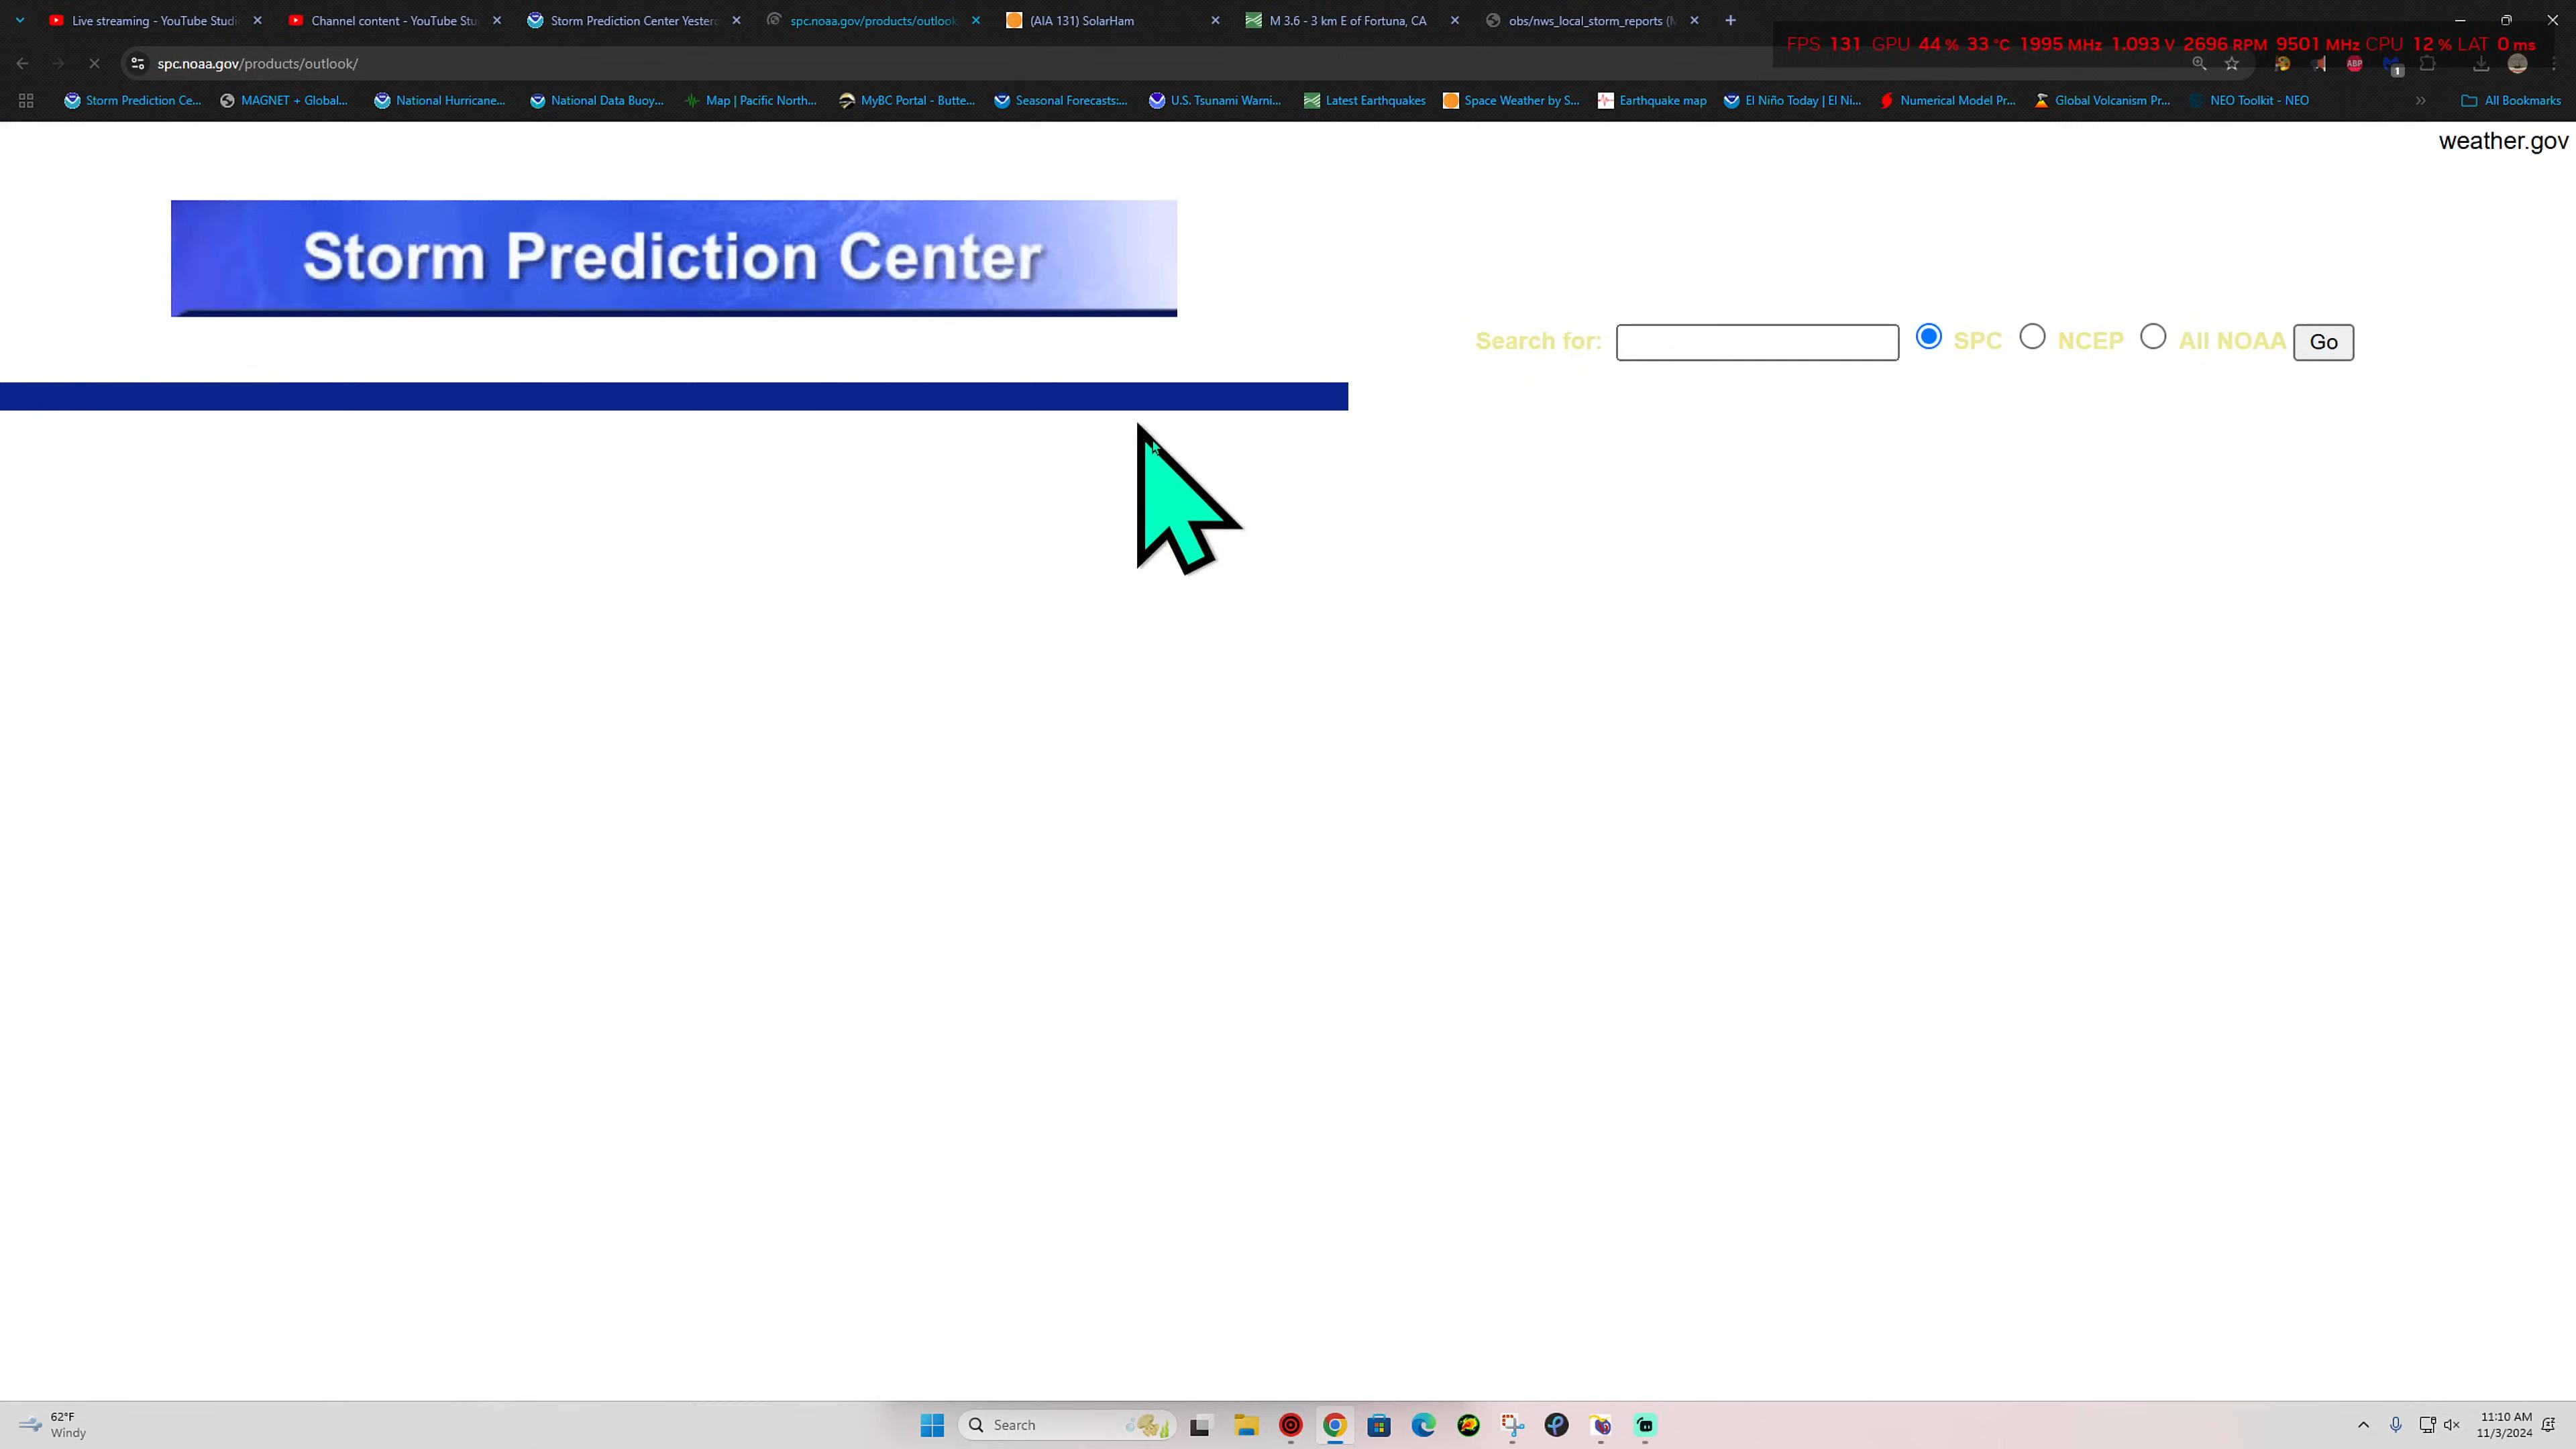 Live streaming - YouTube Studi
Channel content - YouTube Stu
Storm Prediction Center Yester
spc.noaa.gov/products/outlook
(AIA 131) SolarHam
M 3.6 - 3 km E of Fortuna, CA
obs/nws_local_storm_reports (M
FPS 131 GPU 44 % 33 °C 1995 MHz 1.093 V 2696 RPM 9501 MHz CPU 12 % LAT 0 ms
spc.noaa.gov/products/outlook/
ABP
1
Storm Prediction Ce...
MAGNET + Global...
National Hurricane...
National Data Buoy...
Map | Pacific North...
MyBC Portal - Butte...
Seasonal Forecasts:...
U.S. Tsunami Warni...
Latest Earthquakes
Space Weather by S...
Earthquake map
El Niño Today | El Ni...
Numerical Model Pr...
Global Volcanism Pr...
NEO Toolkit - NEO
All Bookmarks
weather.gov
Storm Prediction Center
Search for: SPC NCEP All NOAA Go
62°F
Windy
Search
11:10 AM
11/3/2024